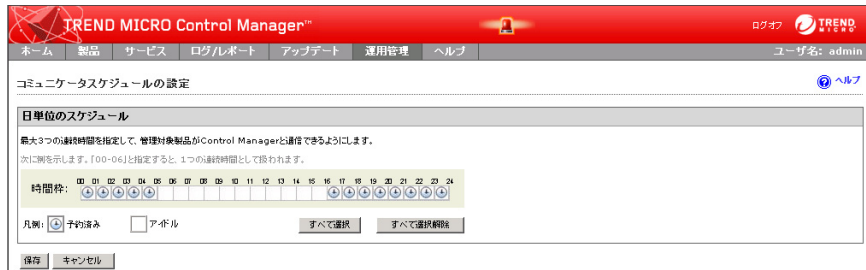 TREND MICRO Control Manager™
ログオフ
TREND MICRO
ホーム 製品 サービス ログ/レポート アップデート 運用管理 ヘルプ ユーザ名: admin
コミュニケータスケジュールの設定 ヘルプ
日単位のスケジュール
最大3つの連続時間を指定して、管理対象製品がControl Managerと通信できるようにします。
次に例を示します。「00-06」と指定すると、1つの連続時間として扱われます。
時間枠: 00 01 02 03 04 05 06 07 08 09 10 11 12 13 14 15 16 17 18 19 20 21 22 23 24
凡例: 予約済み アイドル すべて選択 すべて選択解除
保存 キャンセル